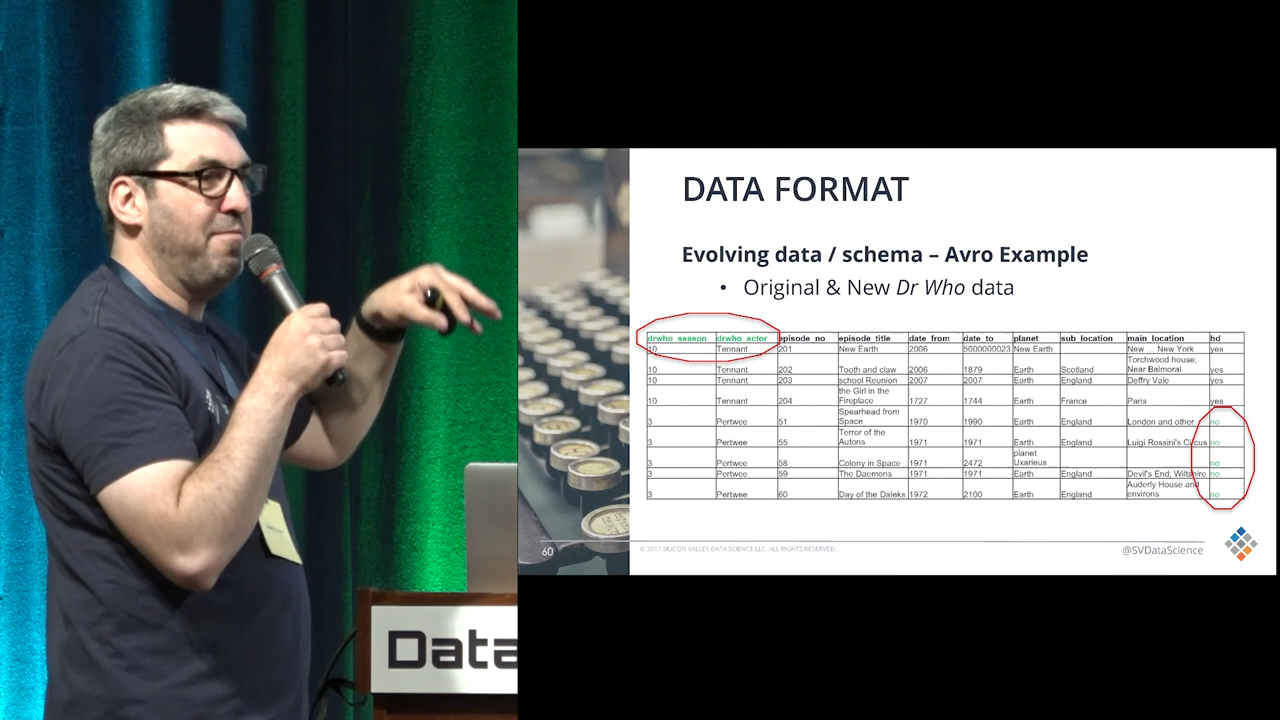 DATA FORMAT
Evolving data / schema – Avro Example
• Original & New Dr Who data
drwho_season drwho_actor episode_no episode_title date_from date_to planet sub_location main_location hd
10 Tennant 201 New Earth 2006 5000000023 New Earth New ... New York yes
10 Tennant 202 Tooth and claw 2006 1879 Earth Scotland Torchwood house; Near Balmoral yes
10 Tennant 203 school Reunion 2007 2007 Earth England Deffry Vale yes
10 Tennant 204 the Girl in the Fireplace 1727 1744 Earth France Paris yes
3 Pertwee 51 Spearhead from Space 1970 1990 Earth England London and other no
3 Pertwee 55 Terror of the Autons 1971 1971 Earth England Luigi Rossini's Circus no
3 Pertwee 58 Colony in Space 1971 2472 planet Uxarieus no
3 Pertwee 59 The Daemons 1971 1971 Earth England Devil's End; Wiltshire no
3 Pertwee 60 Day of the Daleks 1972 2100 Earth England Auderly House and environs no
60 © 2017 SILICON VALLEY DATA SCIENCE LLC. ALL RIGHTS RESERVED. @SVDataScience
Data